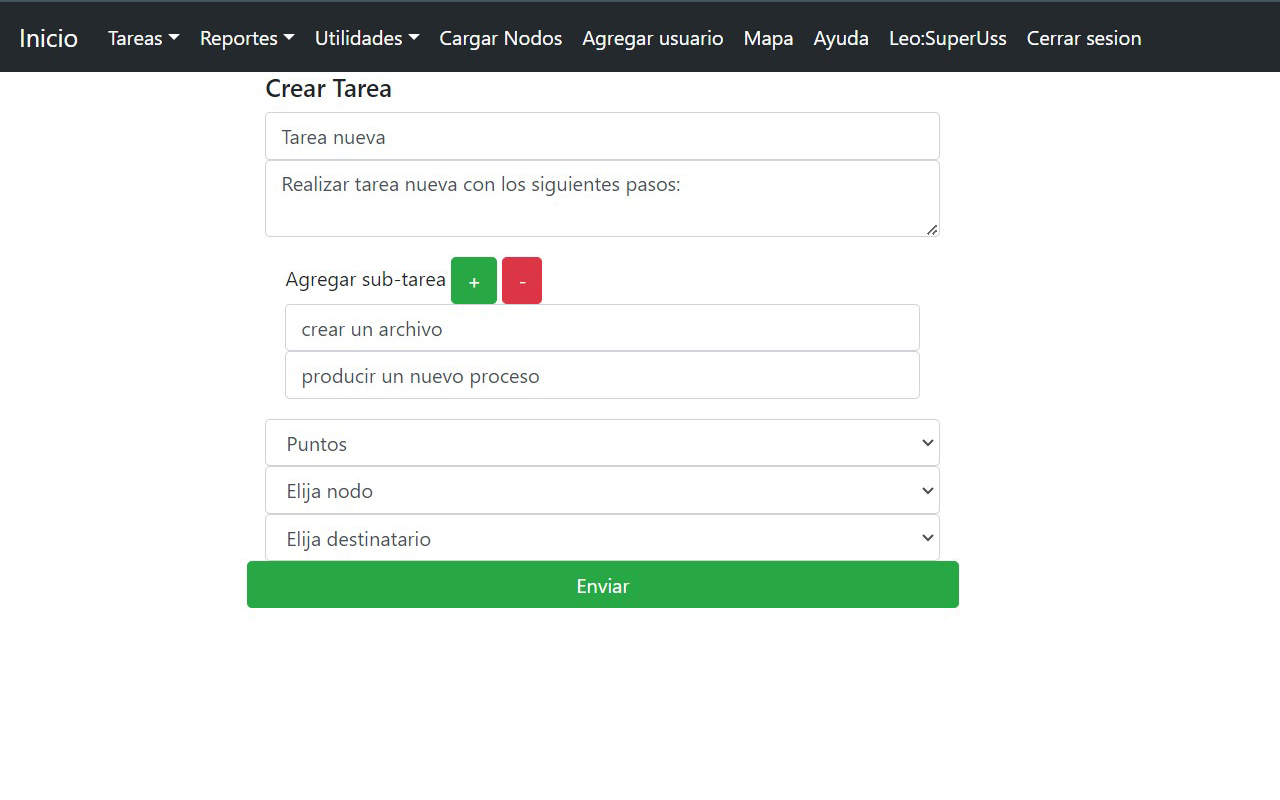 Inicio Tareas Reportes Utilidades Cargar Nodos Agregar usuario Mapa Ayuda Leo:SuperUss Cerrar sesion
Crear Tarea
Tarea nueva
Realizar tarea nueva con los siguientes pasos:
Agregar sub-tarea + -
crear un archivo
producir un nuevo proceso
Puntos
Elija nodo
Elija destinatario
Enviar